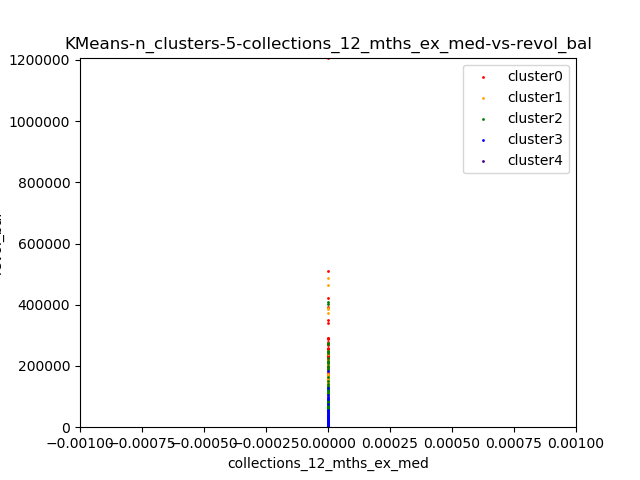 KMeans-n_clusters-5-collections_12_mths_ex_med-vs-revol_bal
1200000
1000000
800000
600000
400000
200000
0
cluster0
cluster1
cluster2
cluster3
cluster4
−0.00100 −0.00075 −0.00050 −0.00025 0.00000 0.00025 0.00050 0.00075 0.00100
collections_12_mths_ex_med